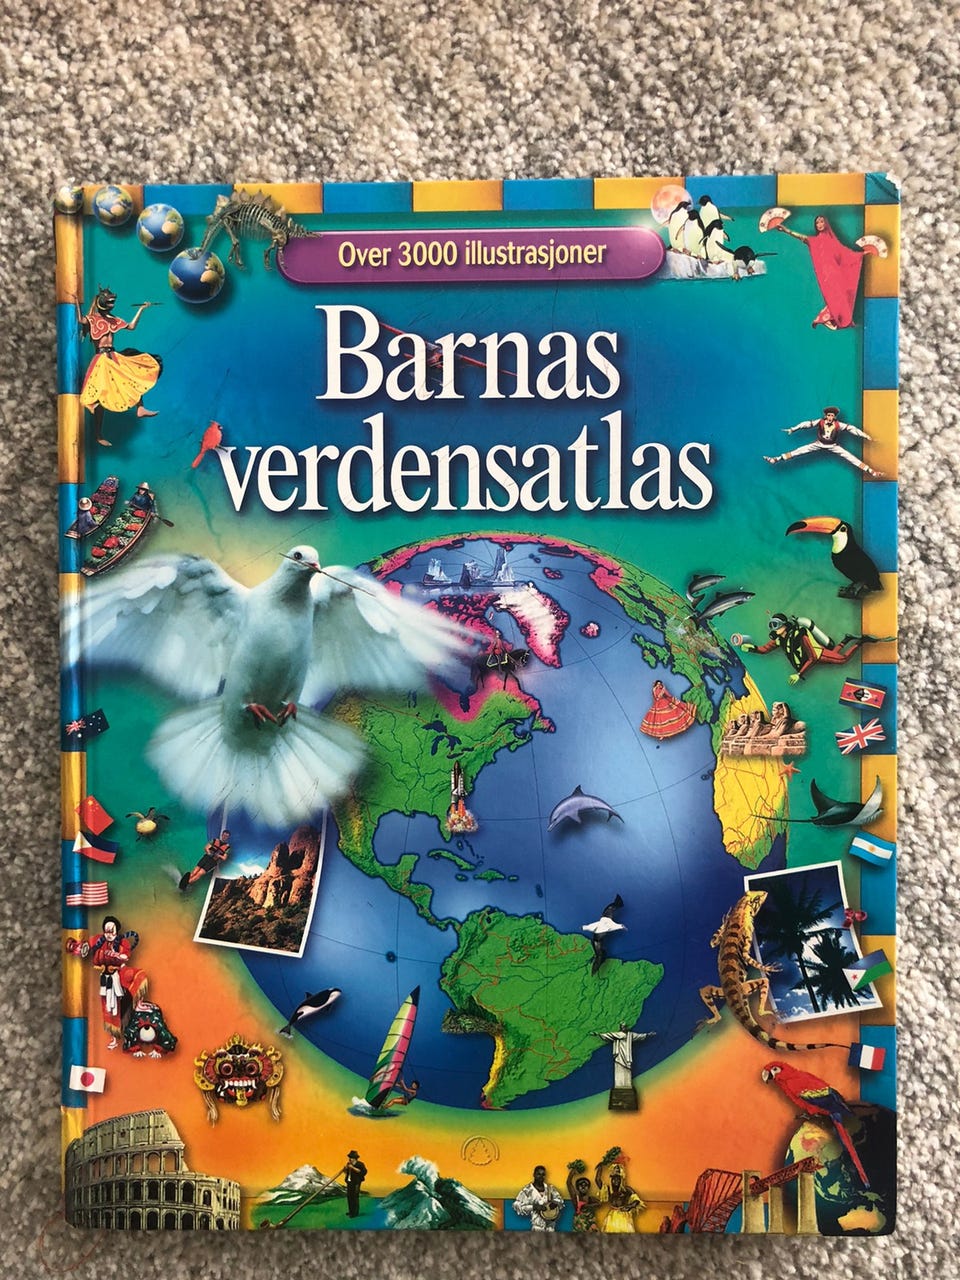 Over 3000 illustrasjoner
Barnas
verdensatlas